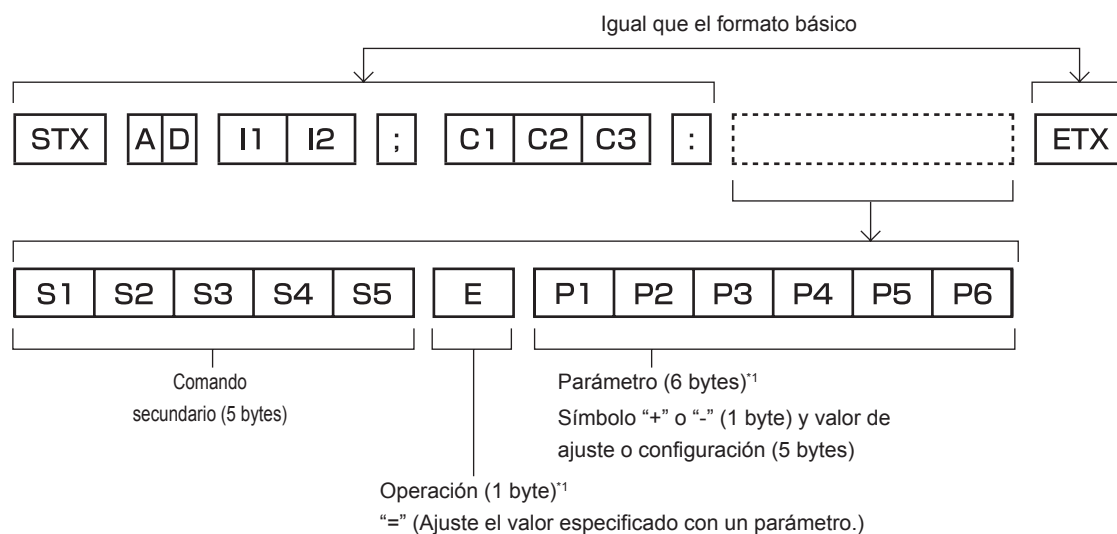 Igual que el formato básico
STX A D I1 I2 ; C1 C2 C3 : ETX
S1 S2 S3 S4 S5 E P1 P2 P3 P4 P5 P6
Comando
secundario (5 bytes)
Parámetro (6 bytes)*1
Símbolo “+” o “-” (1 byte) y valor de
ajuste o configuración (5 bytes)
Operación (1 byte)*1
“=” (Ajuste el valor especificado con un parámetro.)